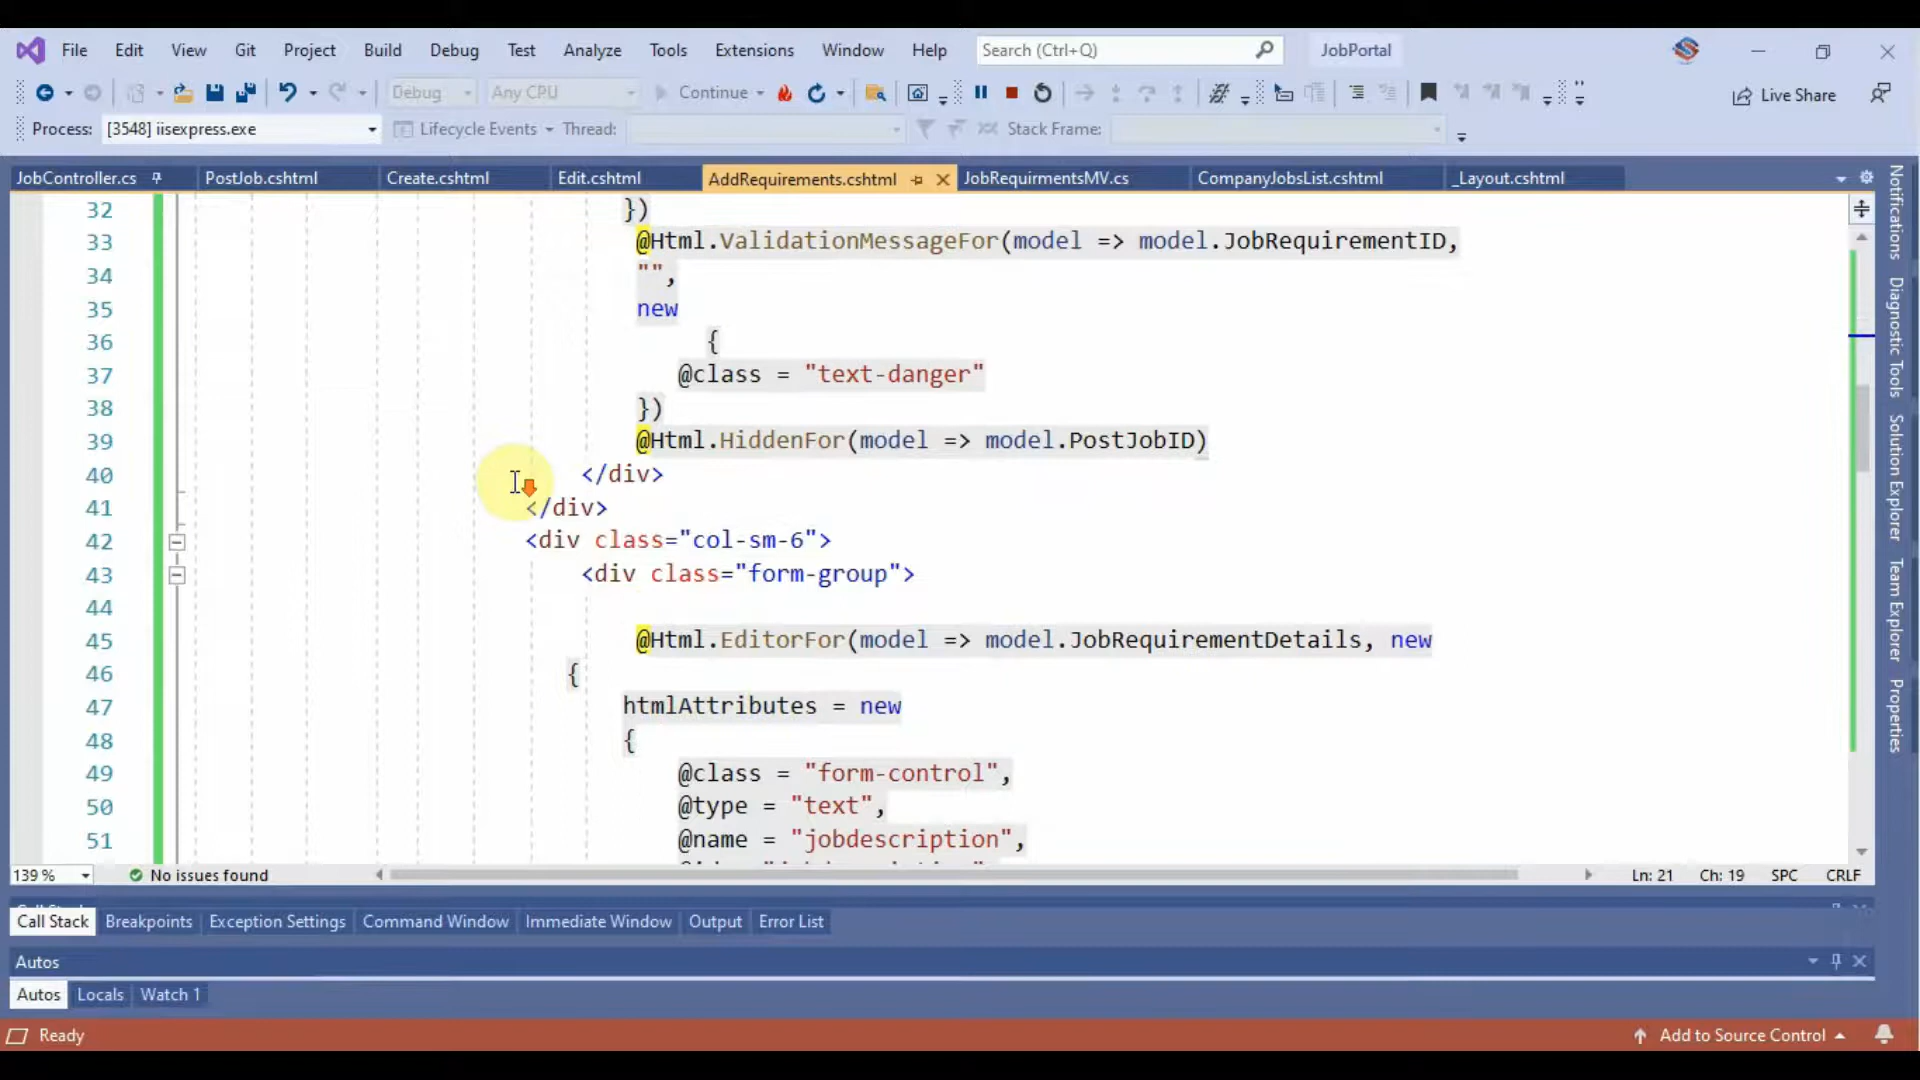 File Edit View Git Project Build Debug Test Analyze Tools Extensions Window Help Search (Ctrl+Q) JobPortal
Debug Any CPU Continue Live Share
Process: [3548] iisexpress.exe Lifecycle Events Thread: Stack Frame:
JobController.cs PostJob.cshtml Create.cshtml Edit.cshtml AddRequirements.cshtml JobRequirmentsMV.cs CompanyJobsList.cshtml _Layout.cshtml
32 })
33 @Html.ValidationMessageFor(model => model.JobRequirementID,
34 "",
35 new
36 {
37 @class = "text-danger"
38 })
39 @Html.HiddenFor(model => model.PostJobID)
40 </div>
41 </div>
42 <div class="col-sm-6">
43 <div class="form-group">
44
45 @Html.EditorFor(model => model.JobRequirementDetails, new
46 {
47 htmlAttributes = new
48 {
49 @class = "form-control",
50 @type = "text",
51 @name = "jobdescription",
139 % No issues found Ln: 21 Ch: 19 SPC CRLF
Call Stack Breakpoints Exception Settings Command Window Immediate Window Output Error List
Autos
Autos Locals Watch 1
Ready Add to Source Control
Notifications
Diagnostic Tools
Solution Explorer
Team Explorer
Properties